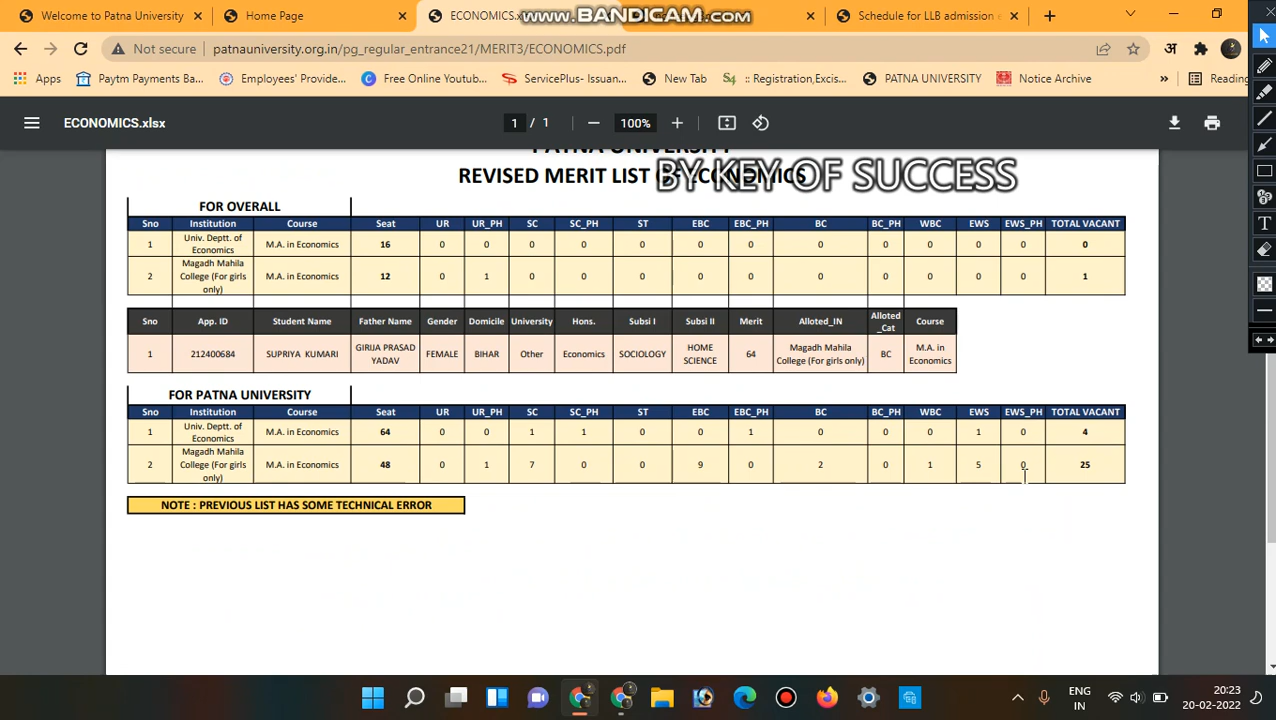 Welcome to Patna University
Home Page
ECONOMICS.x
www.BANDICAM.com
Schedule for LLB admission
Not secure
patnauniversity.org.in/pg_regular_entrance21/MERIT3/ECONOMICS.pdf
अ
Apps
Paytm Payments Ba...
Employees' Provide...
Free Online Youtub...
ServicePlus- Issuan...
New Tab
:: Registration,Excis...
PATNA UNIVERSITY
Notice Archive
»
Reading
ECONOMICS.xlsx
1 / 1
100%
PATNA UNIVERSITY
REVISED MERIT LIST OF ECONOMICS
BY KEY OF SUCCESS
FOR OVERALL
Sno Institution Course Seat UR UR_PH SC SC_PH ST EBC EBC_PH BC BC_PH WBC EWS EWS_PH TOTAL VACANT
1 Univ. Deptt. of Economics M.A. in Economics 16 0 0 0 0 0 0 0 0 0 0 0 0 0
2 Magadh Mahila College (For girls only) M.A. in Economics 12 0 1 0 0 0 0 0 0 0 0 0 0 1
Sno App. ID Student Name Father Name Gender Domicile University Hons. Subsi I Subsi II Merit Alloted_IN Alloted _Cat Course
1 212400684 SUPRIYA KUMARI GIRIJA PRASAD YADAV FEMALE BIHAR Other Economics SOCIOLOGY HOME SCIENCE 64 Magadh Mahila College (For girls only) BC M.A. in Economics
FOR PATNA UNIVERSITY
Sno Institution Course Seat UR UR_PH SC SC_PH ST EBC EBC_PH BC BC_PH WBC EWS EWS_PH TOTAL VACANT
1 Univ. Deptt. of Economics M.A. in Economics 64 0 0 1 1 0 0 1 0 0 0 1 0 4
2 Magadh Mahila College (For girls only) M.A. in Economics 48 0 1 7 0 0 9 0 2 0 1 5 0 25
NOTE : PREVIOUS LIST HAS SOME TECHNICAL ERROR
ENG
IN
20:23
20-02-2022